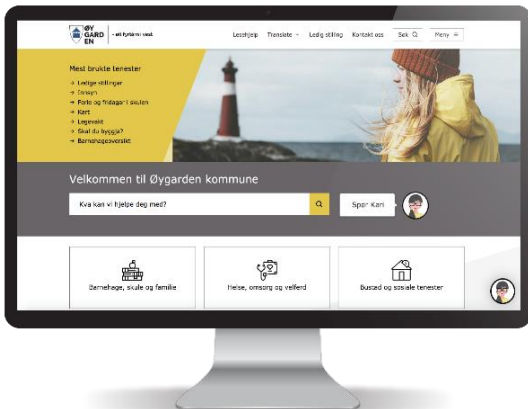 ØY
GARD
EN
- eit fyrtårn i vest
Lesehjelp Translate Ledig stilling Kontakt oss Søk Meny
Mest brukte tenester
→ Ledige stillingar
→ Innsyn
→ Ferie og fridagar i skulen
→ Kart
→ Legevakt
→ Skal du byggja?
→ Barnehageoversikt
Velkommen til Øygarden kommune
Kva kan vi hjelpe deg med?
Spør Kari
Barnehage, skule og familie
Helse, omsorg og velferd
Bustad og sosiale tenester